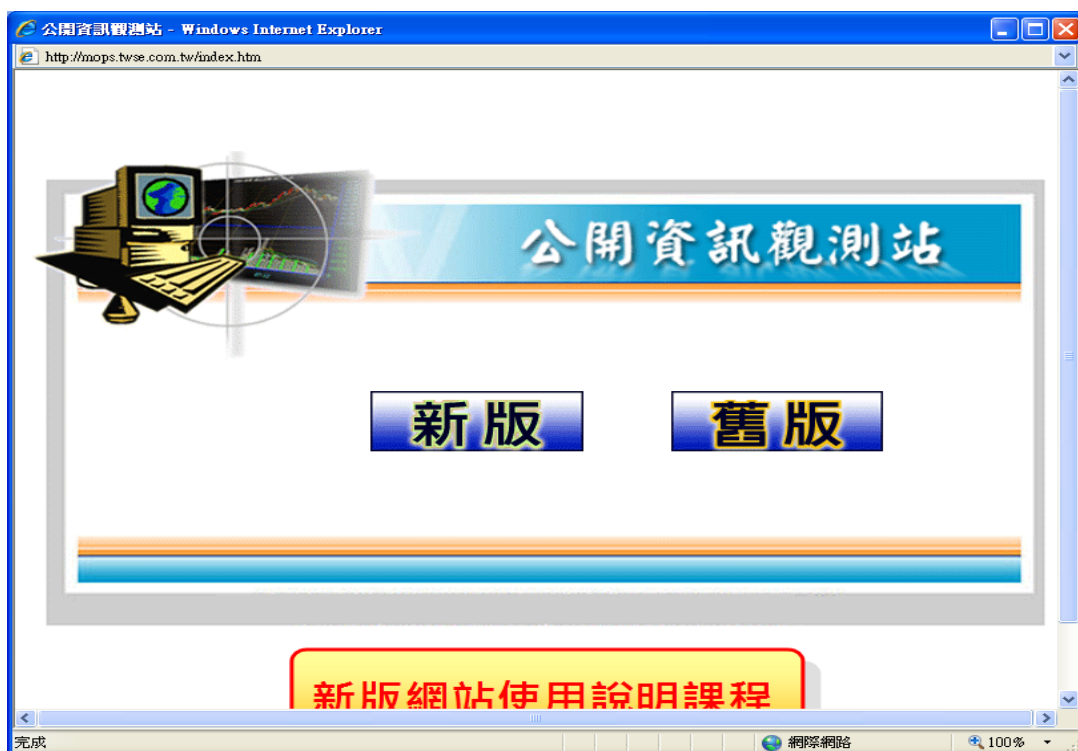 公開資訊觀測站 - Windows Internet Explorer
http://mops.twse.com.tw/index.htm
公開資訊觀測站
新版 舊版
新版網站使用說明課程
完成 網際網路 100%